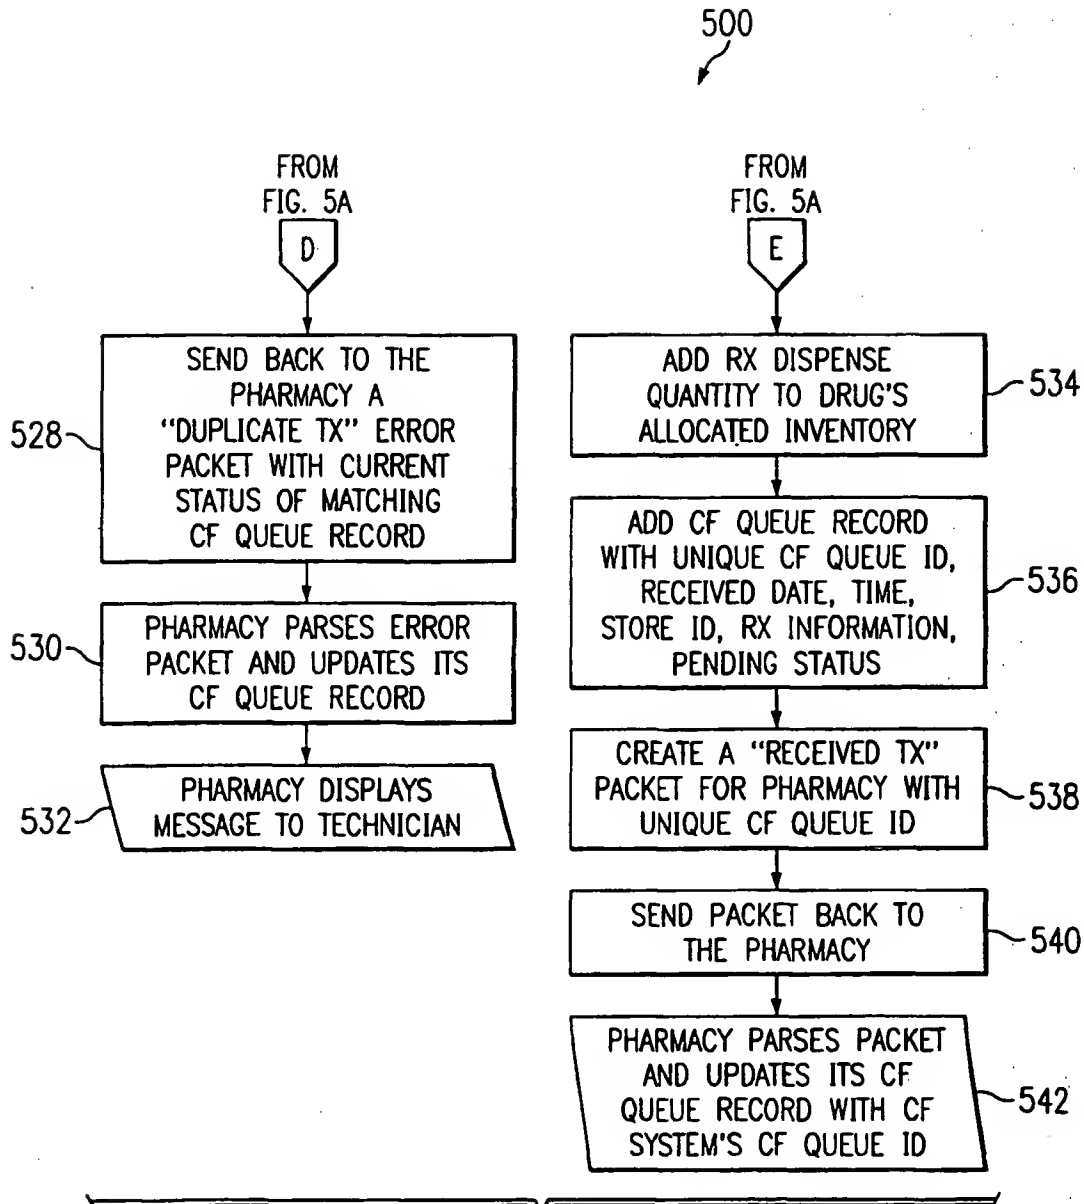 500
FROM
FIG. 5A
D
SEND BACK TO THE
PHARMACY A
“DUPLICATE TX” ERROR
PACKET WITH CURRENT
STATUS OF MATCHING
CF QUEUE RECORD
528
PHARMACY PARSES ERROR
PACKET AND UPDATES ITS
CF QUEUE RECORD
530
PHARMACY DISPLAYS
MESSAGE TO TECHNICIAN
532
FROM
FIG. 5A
E
ADD RX DISPENSE
QUANTITY TO DRUG'S
ALLOCATED INVENTORY
534
ADD CF QUEUE RECORD
WITH UNIQUE CF QUEUE ID,
RECEIVED DATE, TIME,
STORE ID, RX INFORMATION,
PENDING STATUS
536
CREATE A “RECEIVED TX”
PACKET FOR PHARMACY WITH
UNIQUE CF QUEUE ID
538
SEND PACKET BACK TO
THE PHARMACY
540
PHARMACY PARSES PACKET
AND UPDATES ITS CF
QUEUE RECORD WITH CF
SYSTEM'S CF QUEUE ID
542